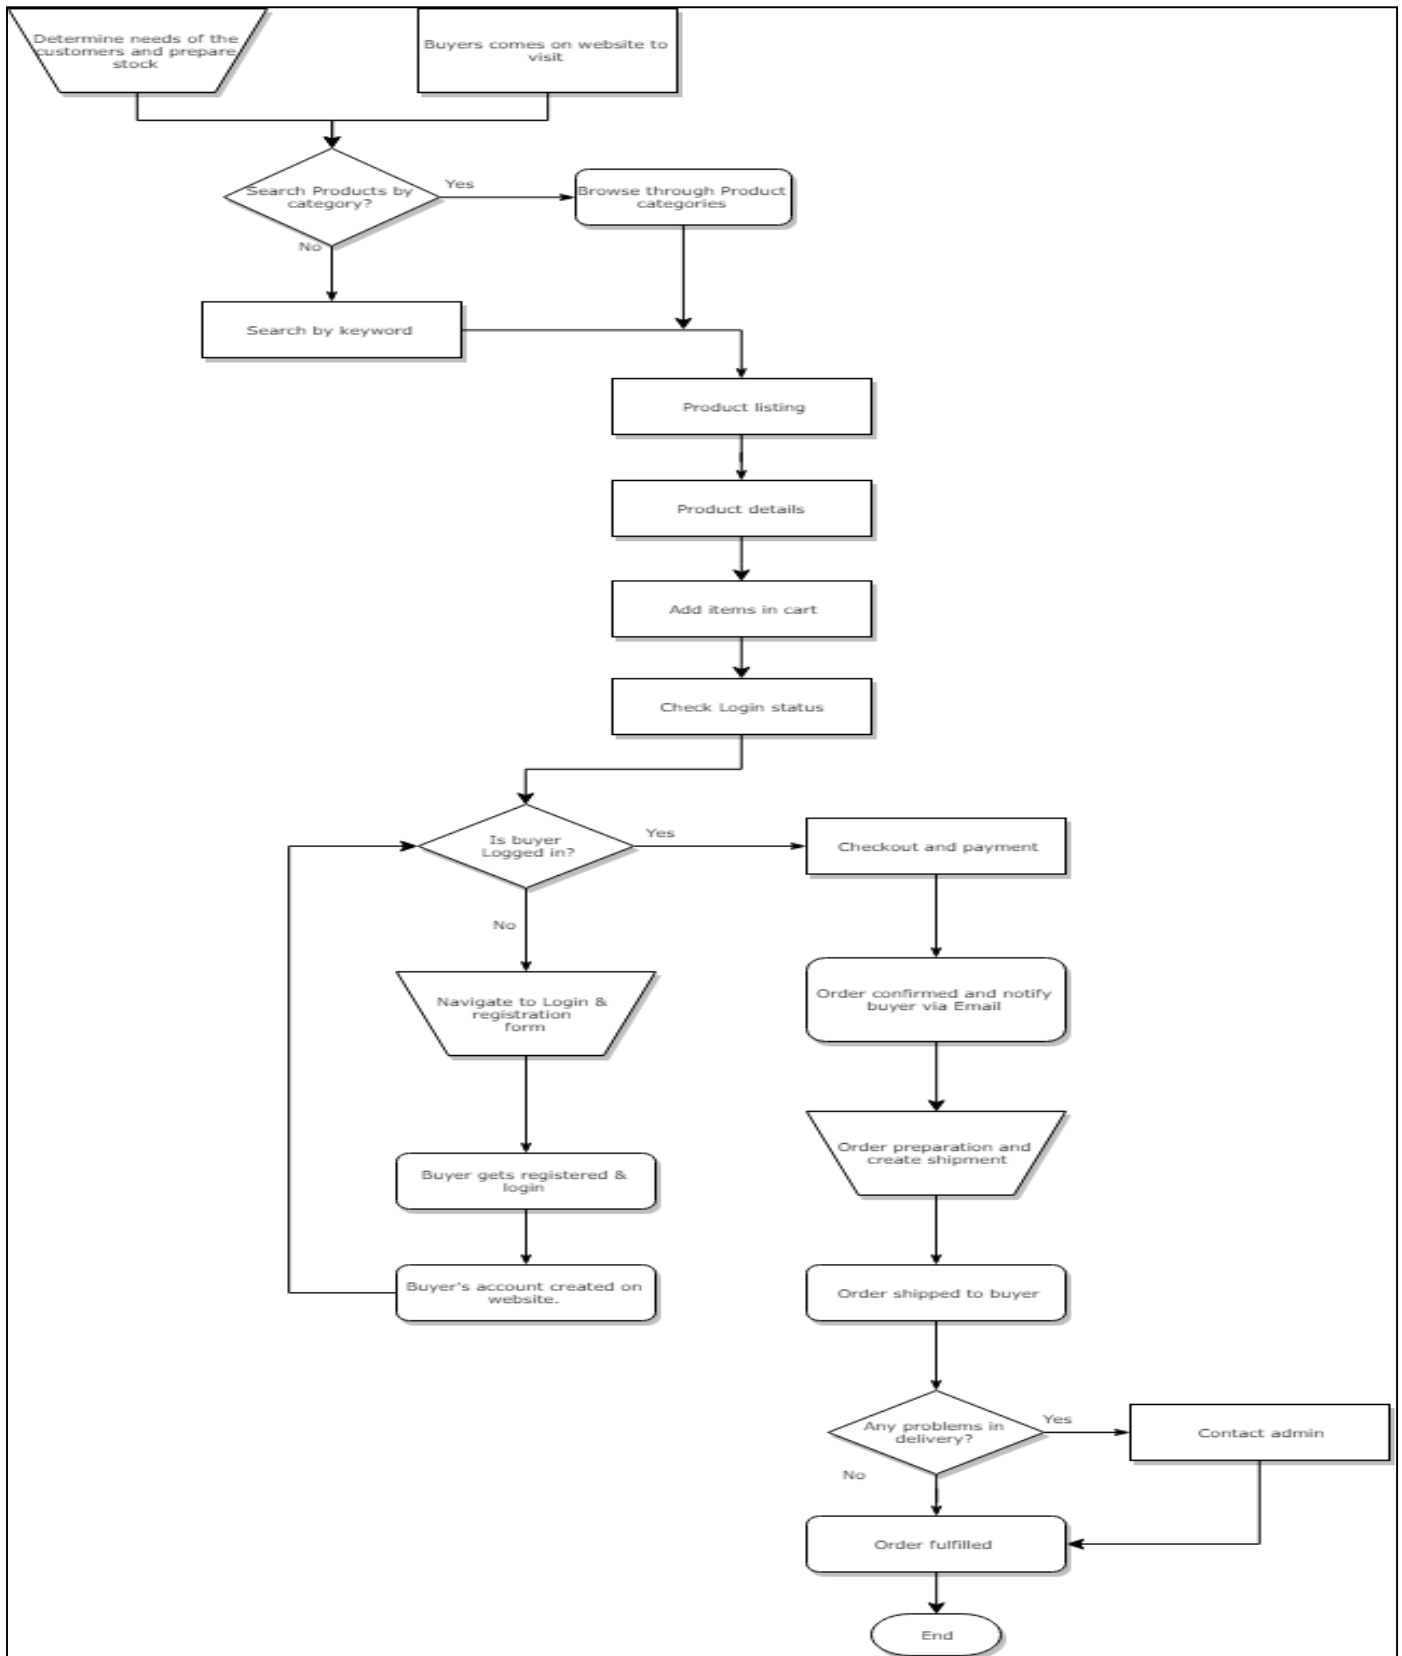 Determine needs of the
customers and prepare
stock
Buyers comes on website to
visit
Search Products by
category?
Yes
Browse through Product
categories
No
Search by keyword
Product listing
Product details
Add items in cart
Check Login status
Is buyer
Logged in?
Yes
Checkout and payment
No
Order confirmed and notify
buyer via Email
Navigate to Login &
registration
form
Order preparation and
create shipment
Buyer gets registered &
login
Buyer's account created on
website.
Order shipped to buyer
Any problems in
delivery?
Yes
Contact admin
No
Order fulfilled
End